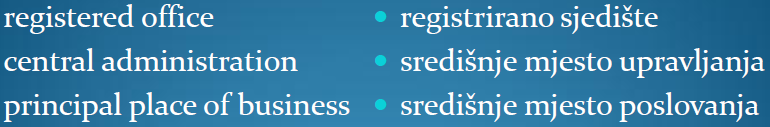 registered office • registrirano sjedište
central administration • središnje mjesto upravljanja
principal place of business • središnje mjesto poslovanja